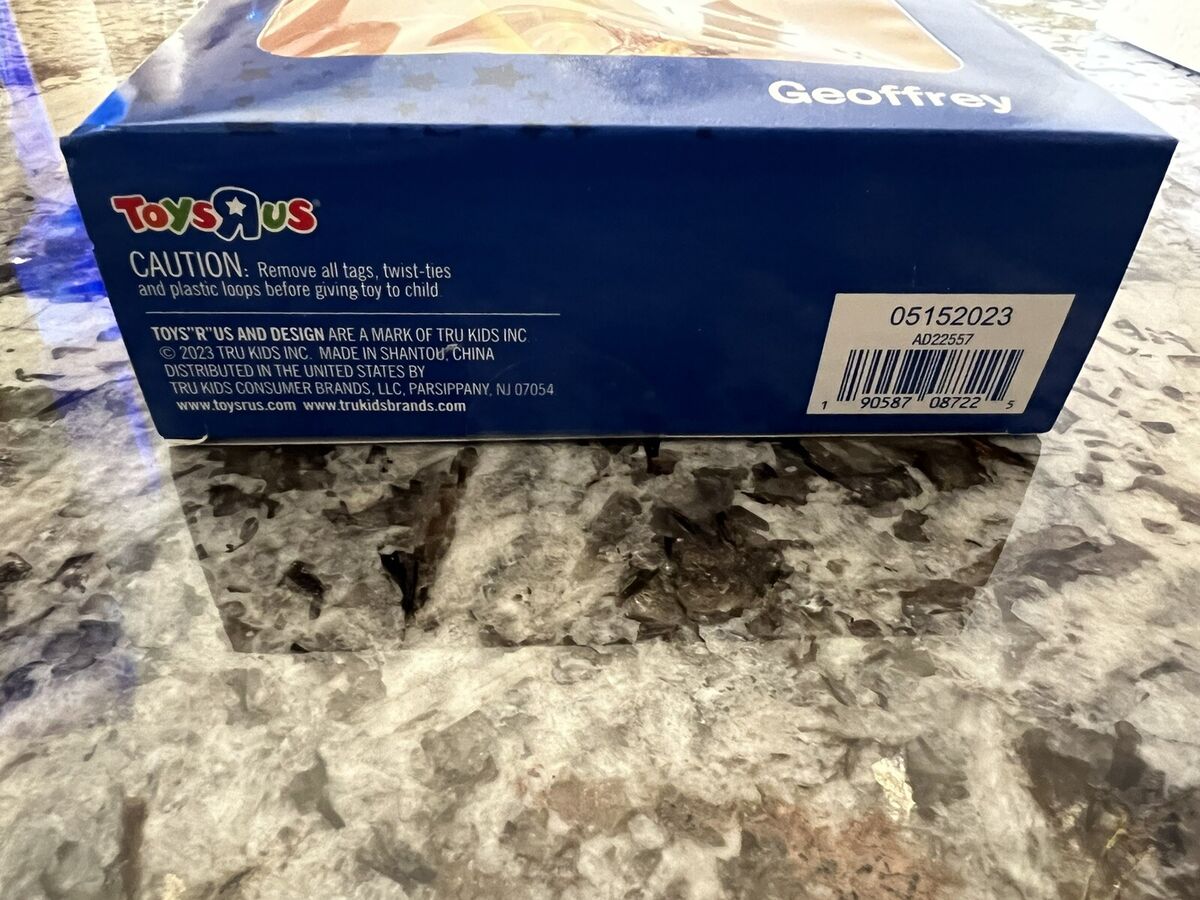 Geoffrey
TOYSRUS
CAUTION: Remove all tags, twist-ties
and plastic loops before giving toy to child.
TOYS"R"US AND DESIGN ARE A MARK OF TRU KIDS INC.
© 2023 TRU KIDS INC. MADE IN SHANTOU, CHINA
DISTRIBUTED IN THE UNITED STATES BY
TRU KIDS CONSUMER BRANDS, LLC, PARSIPPANY, NJ 07054
www.toysrus.com www.trukidsbrands.com
05152023
AD22557
1 90587 08722 5